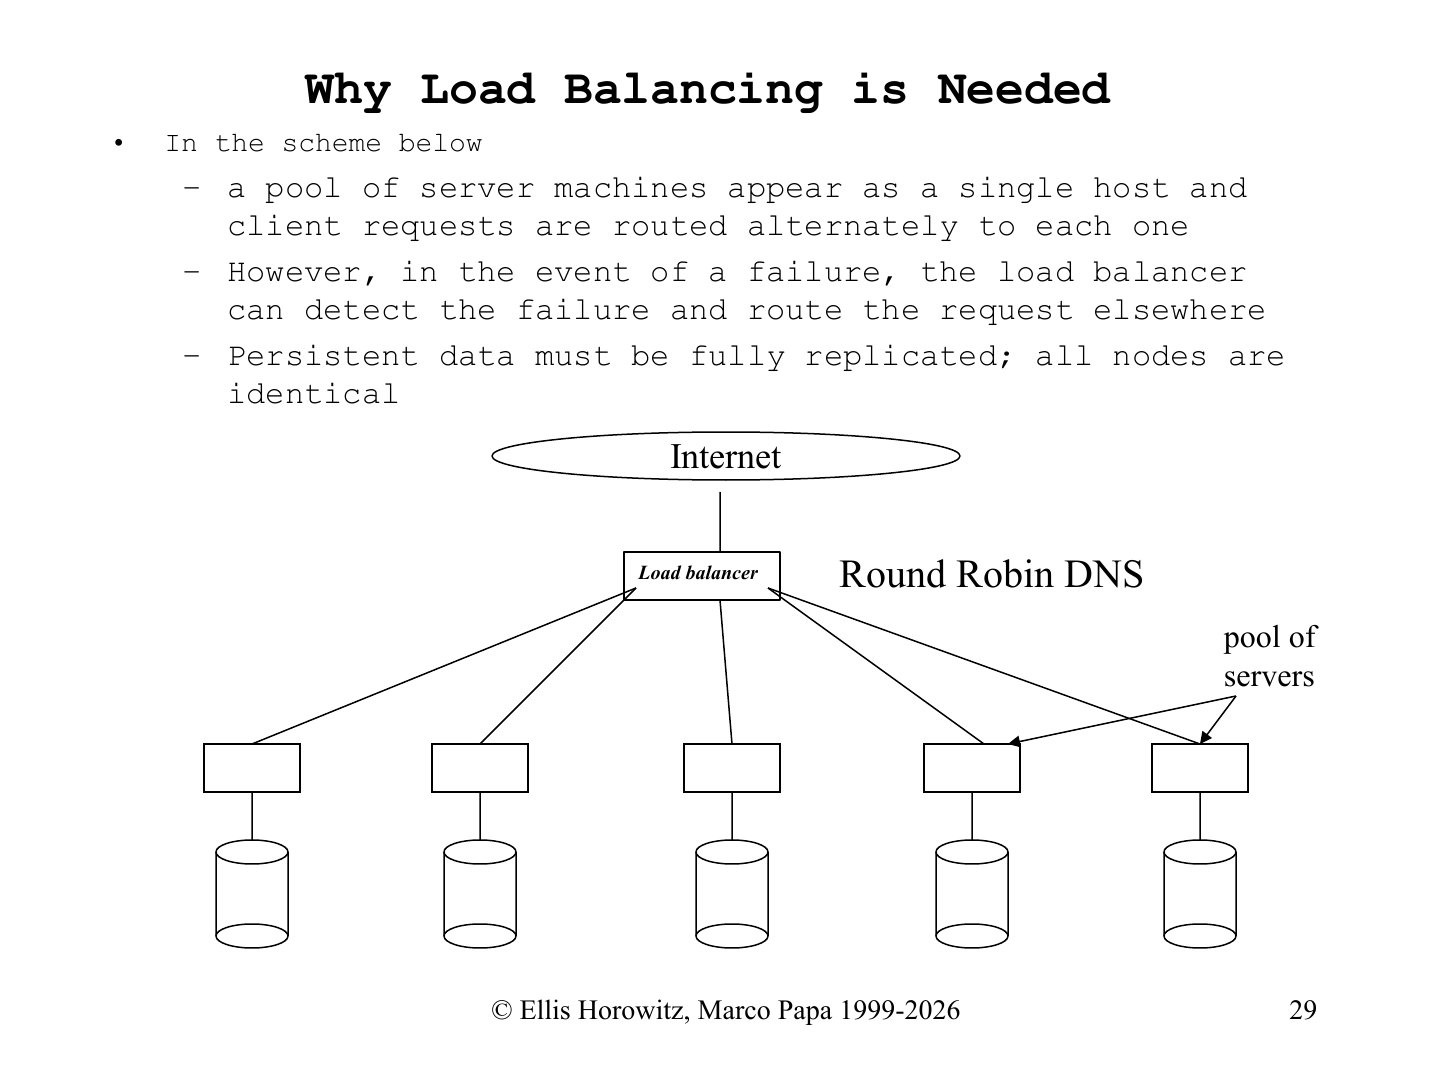 Why Load Balancing is Needed
• In the scheme below
– a pool of server machines appear as a single host and
client requests are routed alternately to each one
– However, in the event of a failure, the load balancer
can detect the failure and route the request elsewhere
– Persistent data must be fully replicated; all nodes are
identical
Internet
Load balancer
Round Robin DNS
pool of
servers
© Ellis Horowitz, Marco Papa 1999-2026
29